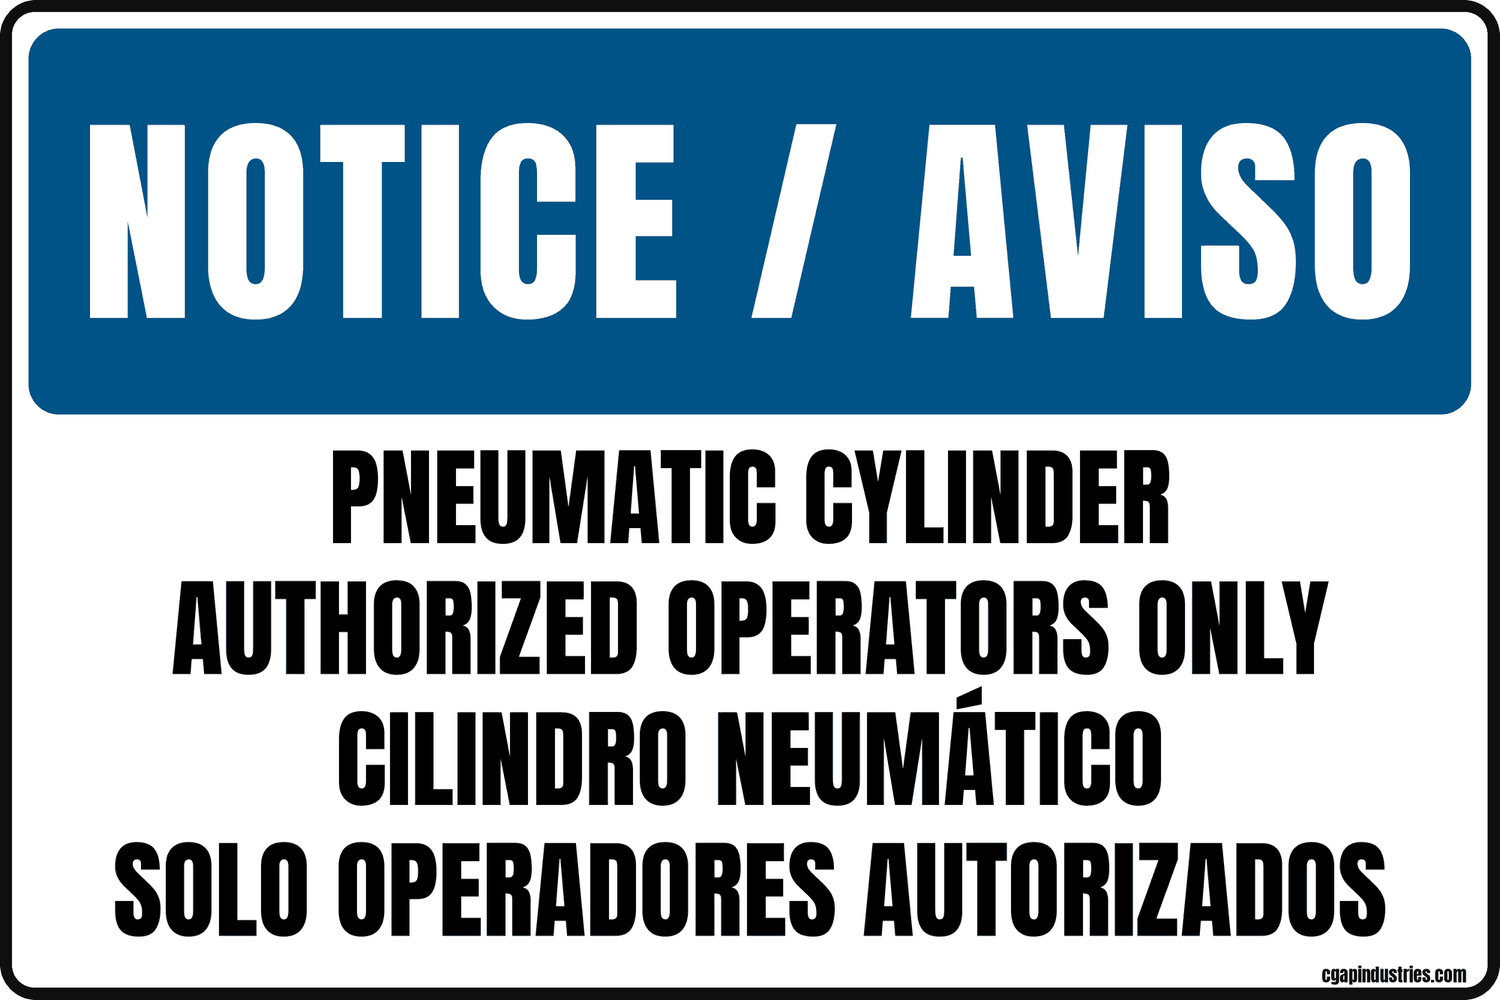 NOTICE / AVISO
PNEUMATIC CYLINDER
AUTHORIZED OPERATORS ONLY
CILINDRO NEUMÁTICO
SOLO OPERADORES AUTORIZADOS
cgapindustries.com